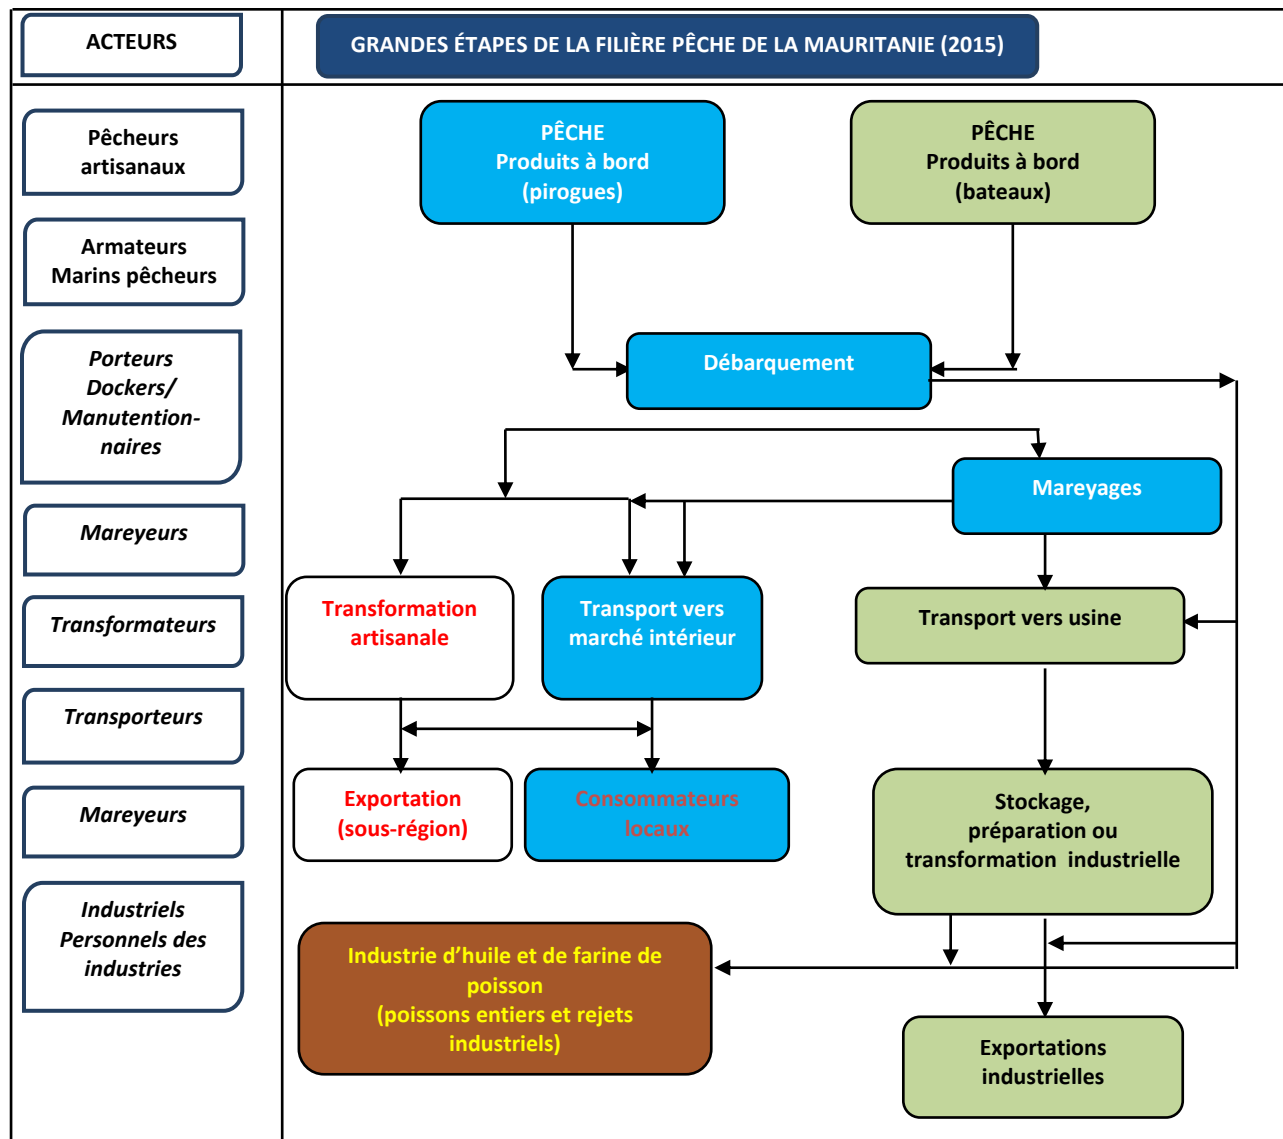 ACTEURS
GRANDES ÉTAPES DE LA FILIÈRE PÊCHE DE LA MAURITANIE (2015)
Pêcheurs
artisanaux
PÊCHE
Produits à bord
(pirogues)
PÊCHE
Produits à bord
(bateaux)
Armateurs
Marins pêcheurs
Porteurs
Dockers/
Manutention-
naires
Débarquement
Mareyages
Mareyeurs
Transformateurs
Transformation
artisanale
Transport vers
marché intérieur
Transport vers usine
Transporteurs
Mareyeurs
Exportation
(sous-région)
Consommateurs
locaux
Stockage,
préparation ou
transformation industrielle
Industriels
Personnels des
industries
Industrie d’huile et de farine de
poisson
(poissons entiers et rejets
industriels)
Exportations
industrielles